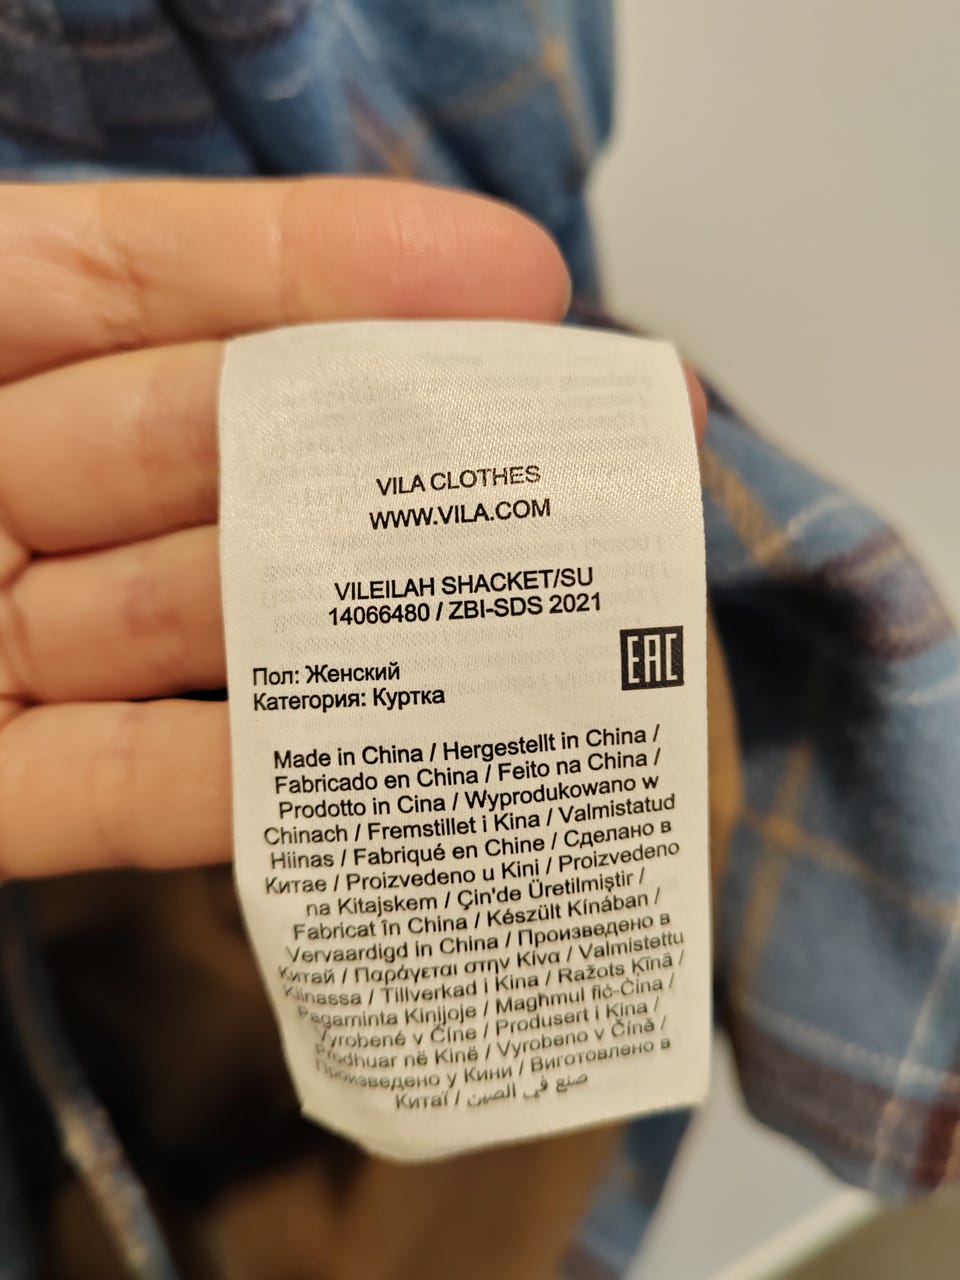 VILA CLOTHES
WWW.VILA.COM
VILEILAH SHACKET/SU
14066480 / ZBI-SDS 2021
EAC
Пол: Женский
Категория: Куртка
Made in China / Hergestellt in China /
Fabricado en China / Feito na China /
Prodotto in Cina / Wyprodukowano w
Chinach / Fremstillet i Kina / Valmistatud
Hiinas / Fabriqué en Chine / Сделано в
Китае / Proizvedeno u Kini / Proizvedeno
na Kitajskem / Çin'de Üretilmiştir /
Fabricat în China / Készült Kínában /
Vervaardigd in China / Произведено в
Китай / Παράγεται στην Κίνα / Valmistettu
Kiinassa / Tillverkad i Kina / Ražots Ķīnā /
Pagaminta Kinijoje / Maghmul fiċ-Ċina /
Vyrobené v Číne / Produsert i Kina /
Prodhuar në Kinë / Vyrobeno v Číně /
Произведено у Кини / Виготовлено в
Китаї / صنع في الصين